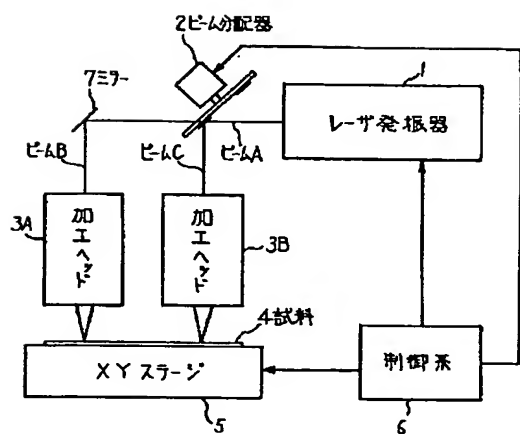 2ビーム分配器
7ミラー
1
レーザ発振器
ビームB
ビームC
ビームA
3A
加工ヘッド
加工ヘッド
3B
4試料
XYステージ
5
制御系
6